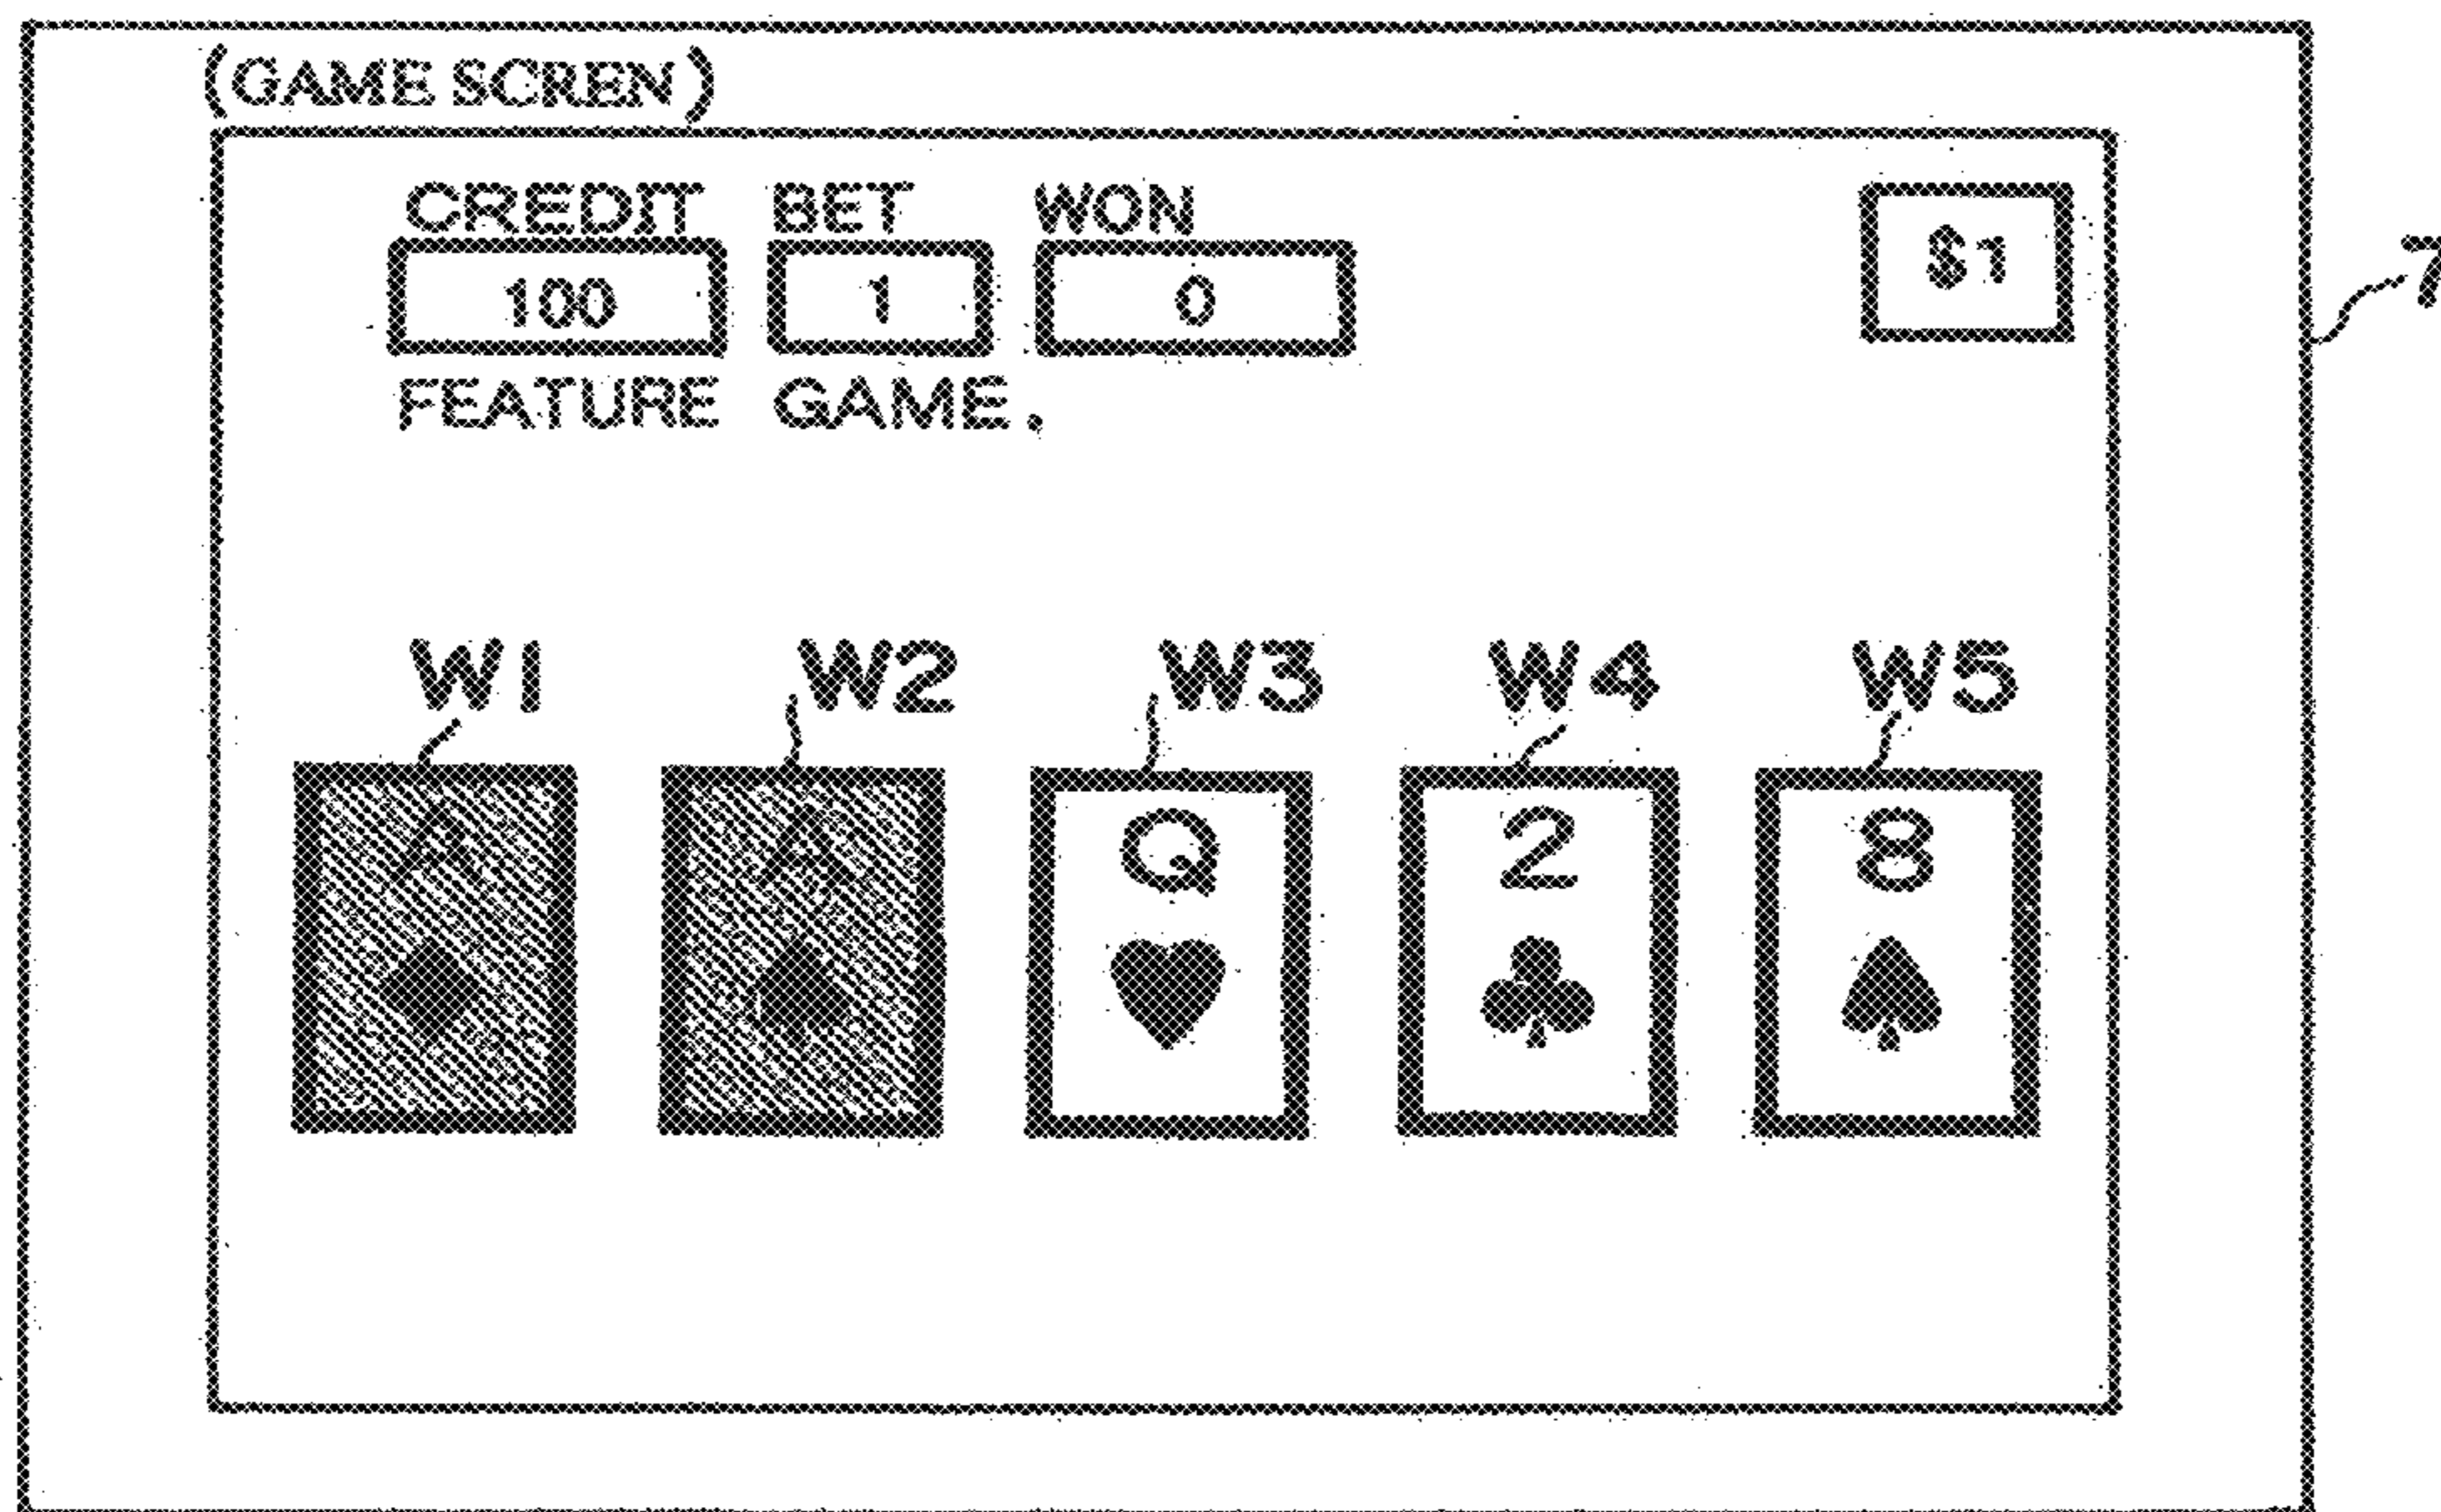 (GAME SCREN)
CREDIT BET WON
100 1 0 $1
7
FEATURE GAME.
W1 W2 W3 W4 W5
A A Q 2 8